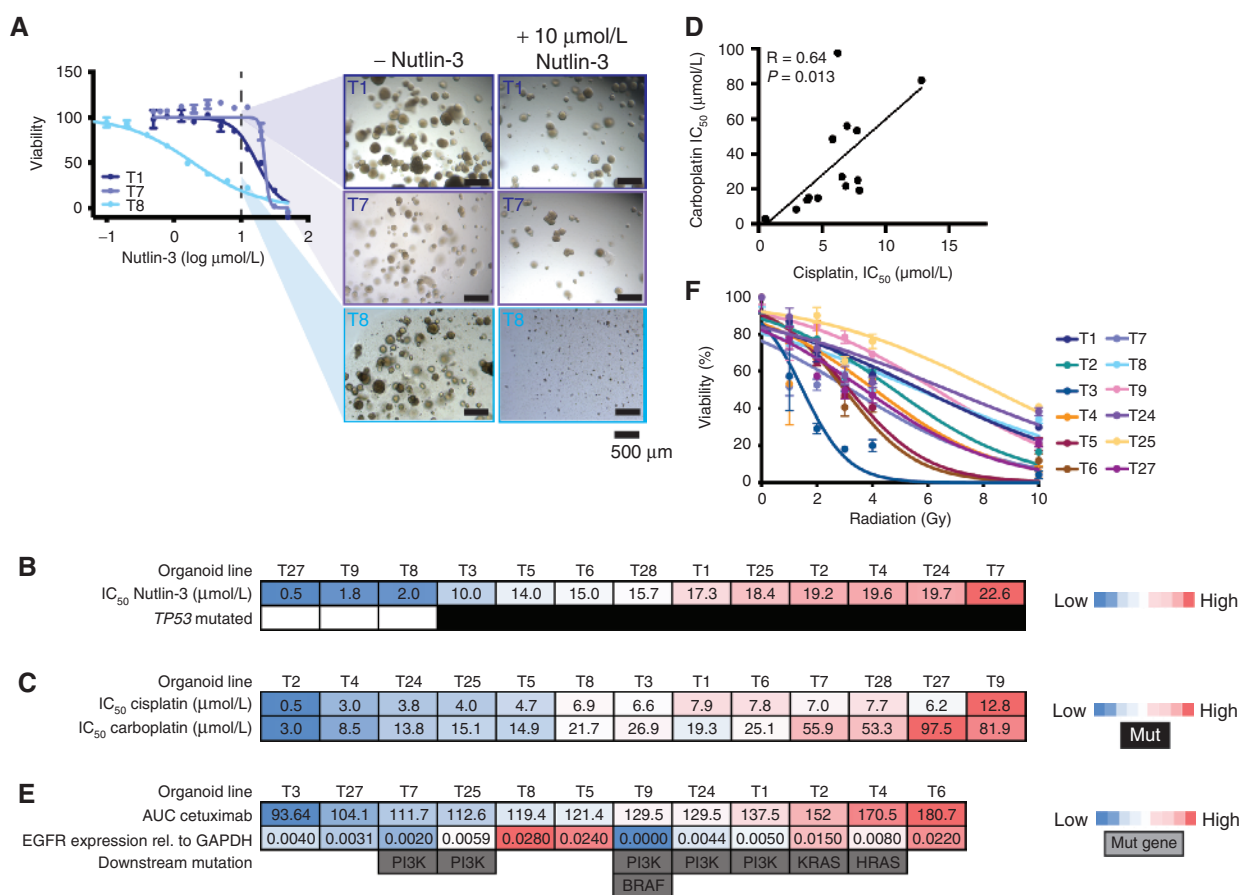 A
– Nutlin-3
+ 10 μmol/L
Nutlin-3
150
100
50
0
Viability
T1
T7
T8
–1
0
1
2
Nutlin-3 (log μmol/L)
T1
T1
T7
T7
T8
T8
500 μm
D
R = 0.64
P = 0.013
100
80
60
40
20
0
Carboplatin IC50 (μmol/L)
0
5
10
15
Cisplatin, IC50 (μmol/L)
F
100
80
60
40
20
0
Viability (%)
0
2
4
6
8
10
Radiation (Gy)
T1 T7
T2 T8
T3 T9
T4 T24
T5 T25
T6 T27
B
Organoid line T27 T9 T8 T3 T5 T6 T28 T1 T25 T2 T4 T24 T7
IC50 Nutlin-3 (μmol/L) 0.5 1.8 2.0 10.0 14.0 15.0 15.7 17.3 18.4 19.2 19.6 19.7 22.6
TP53 mutated
Low High
C
Organoid line T2 T4 T24 T25 T5 T8 T3 T1 T6 T7 T28 T27 T9
IC50 cisplatin (μmol/L) 0.5 3.0 3.8 4.0 4.7 6.9 6.6 7.9 7.8 7.0 7.7 6.2 12.8
IC50 carboplatin (μmol/L) 3.0 8.5 13.8 15.1 14.9 21.7 26.9 19.3 25.1 55.9 53.3 97.5 81.9
Low High
Mut
E
Organoid line T3 T27 T7 T25 T8 T5 T9 T24 T1 T2 T4 T6
AUC cetuximab 93.64 104.1 111.7 112.6 119.4 121.4 129.5 129.5 137.5 152 170.5 180.7
EGFR expression rel. to GAPDH 0.0040 0.0031 0.0020 0.0059 0.0280 0.0240 0.0000 0.0044 0.0050 0.0150 0.0080 0.0220
Downstream mutation PI3K PI3K PI3K PI3K PI3K KRAS HRAS
BRAF
Low High
Mut gene